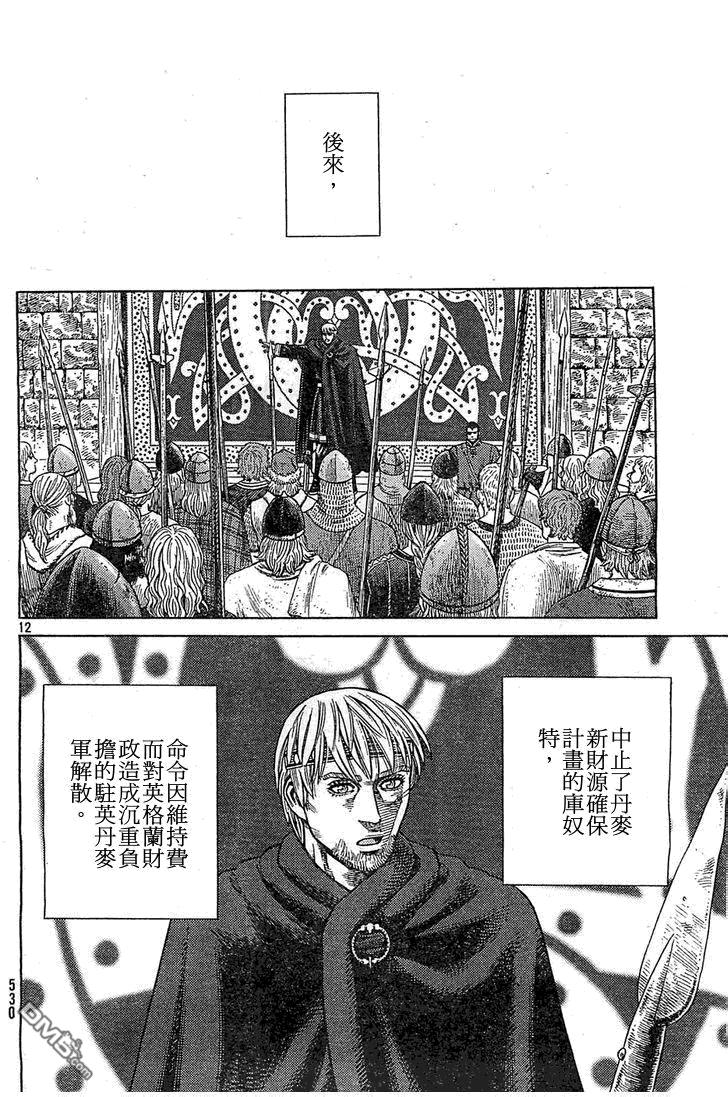 後來，
中止了丹麥
新財源確保
計畫的庫奴
特，
命令因維持費
而對英格蘭財
政造成沉重負
擔的駐英丹麥
軍解散。
12
530